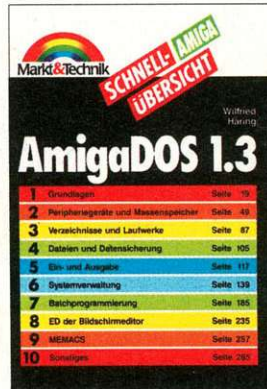 Markt&Technik
SCHNELL-
AMIGA
ÜBERSICHT
Wilfried
Häring
AmigaDOS 1.3
1 Grundlagen Seite 19
2 Peripheriegeräte und Massenspeicher Seite 49
3 Verzeichnisse und Laufwerke Seite 87
4 Dateien und Datensicherung Seite 105
5 Ein- und Ausgabe Seite 117
6 Systemverwaltung Seite 139
7 Batchprogrammierung Seite 185
8 ED der Bildschirmeditor Seite 235
9 MEMACS Seite 257
10 Sonstiges Seite 285